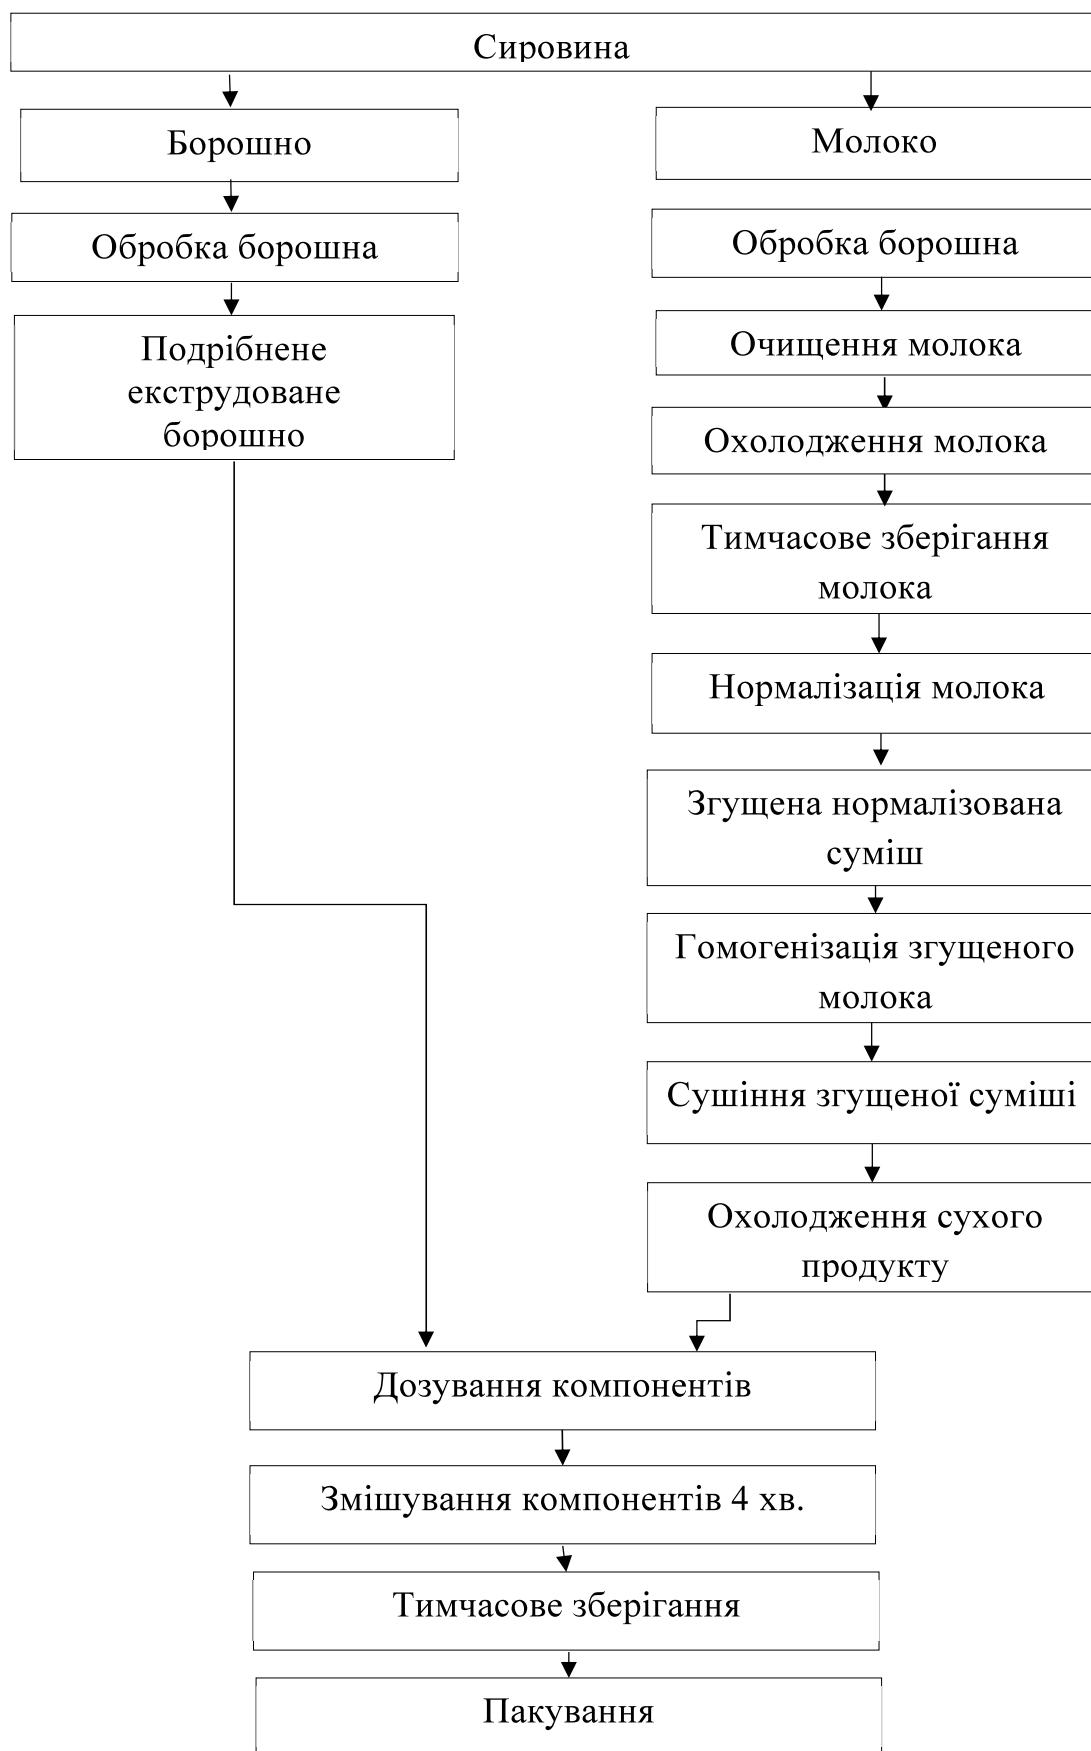 Сировина
Борошно
Обробка борошна
Подрібнене
екструдоване
борошно
Молоко
Обробка борошна
Очищення молока
Охолодження молока
Тимчасове зберігання
молока
Нормалізація молока
Згущена нормалізована
суміш
Гомогенізація згущеного
молока
Сушіння згущеної суміші
Охолодження сухого
продукту
Дозування компонентів
Змішування компонентів 4 хв.
Тимчасове зберігання
Пакування